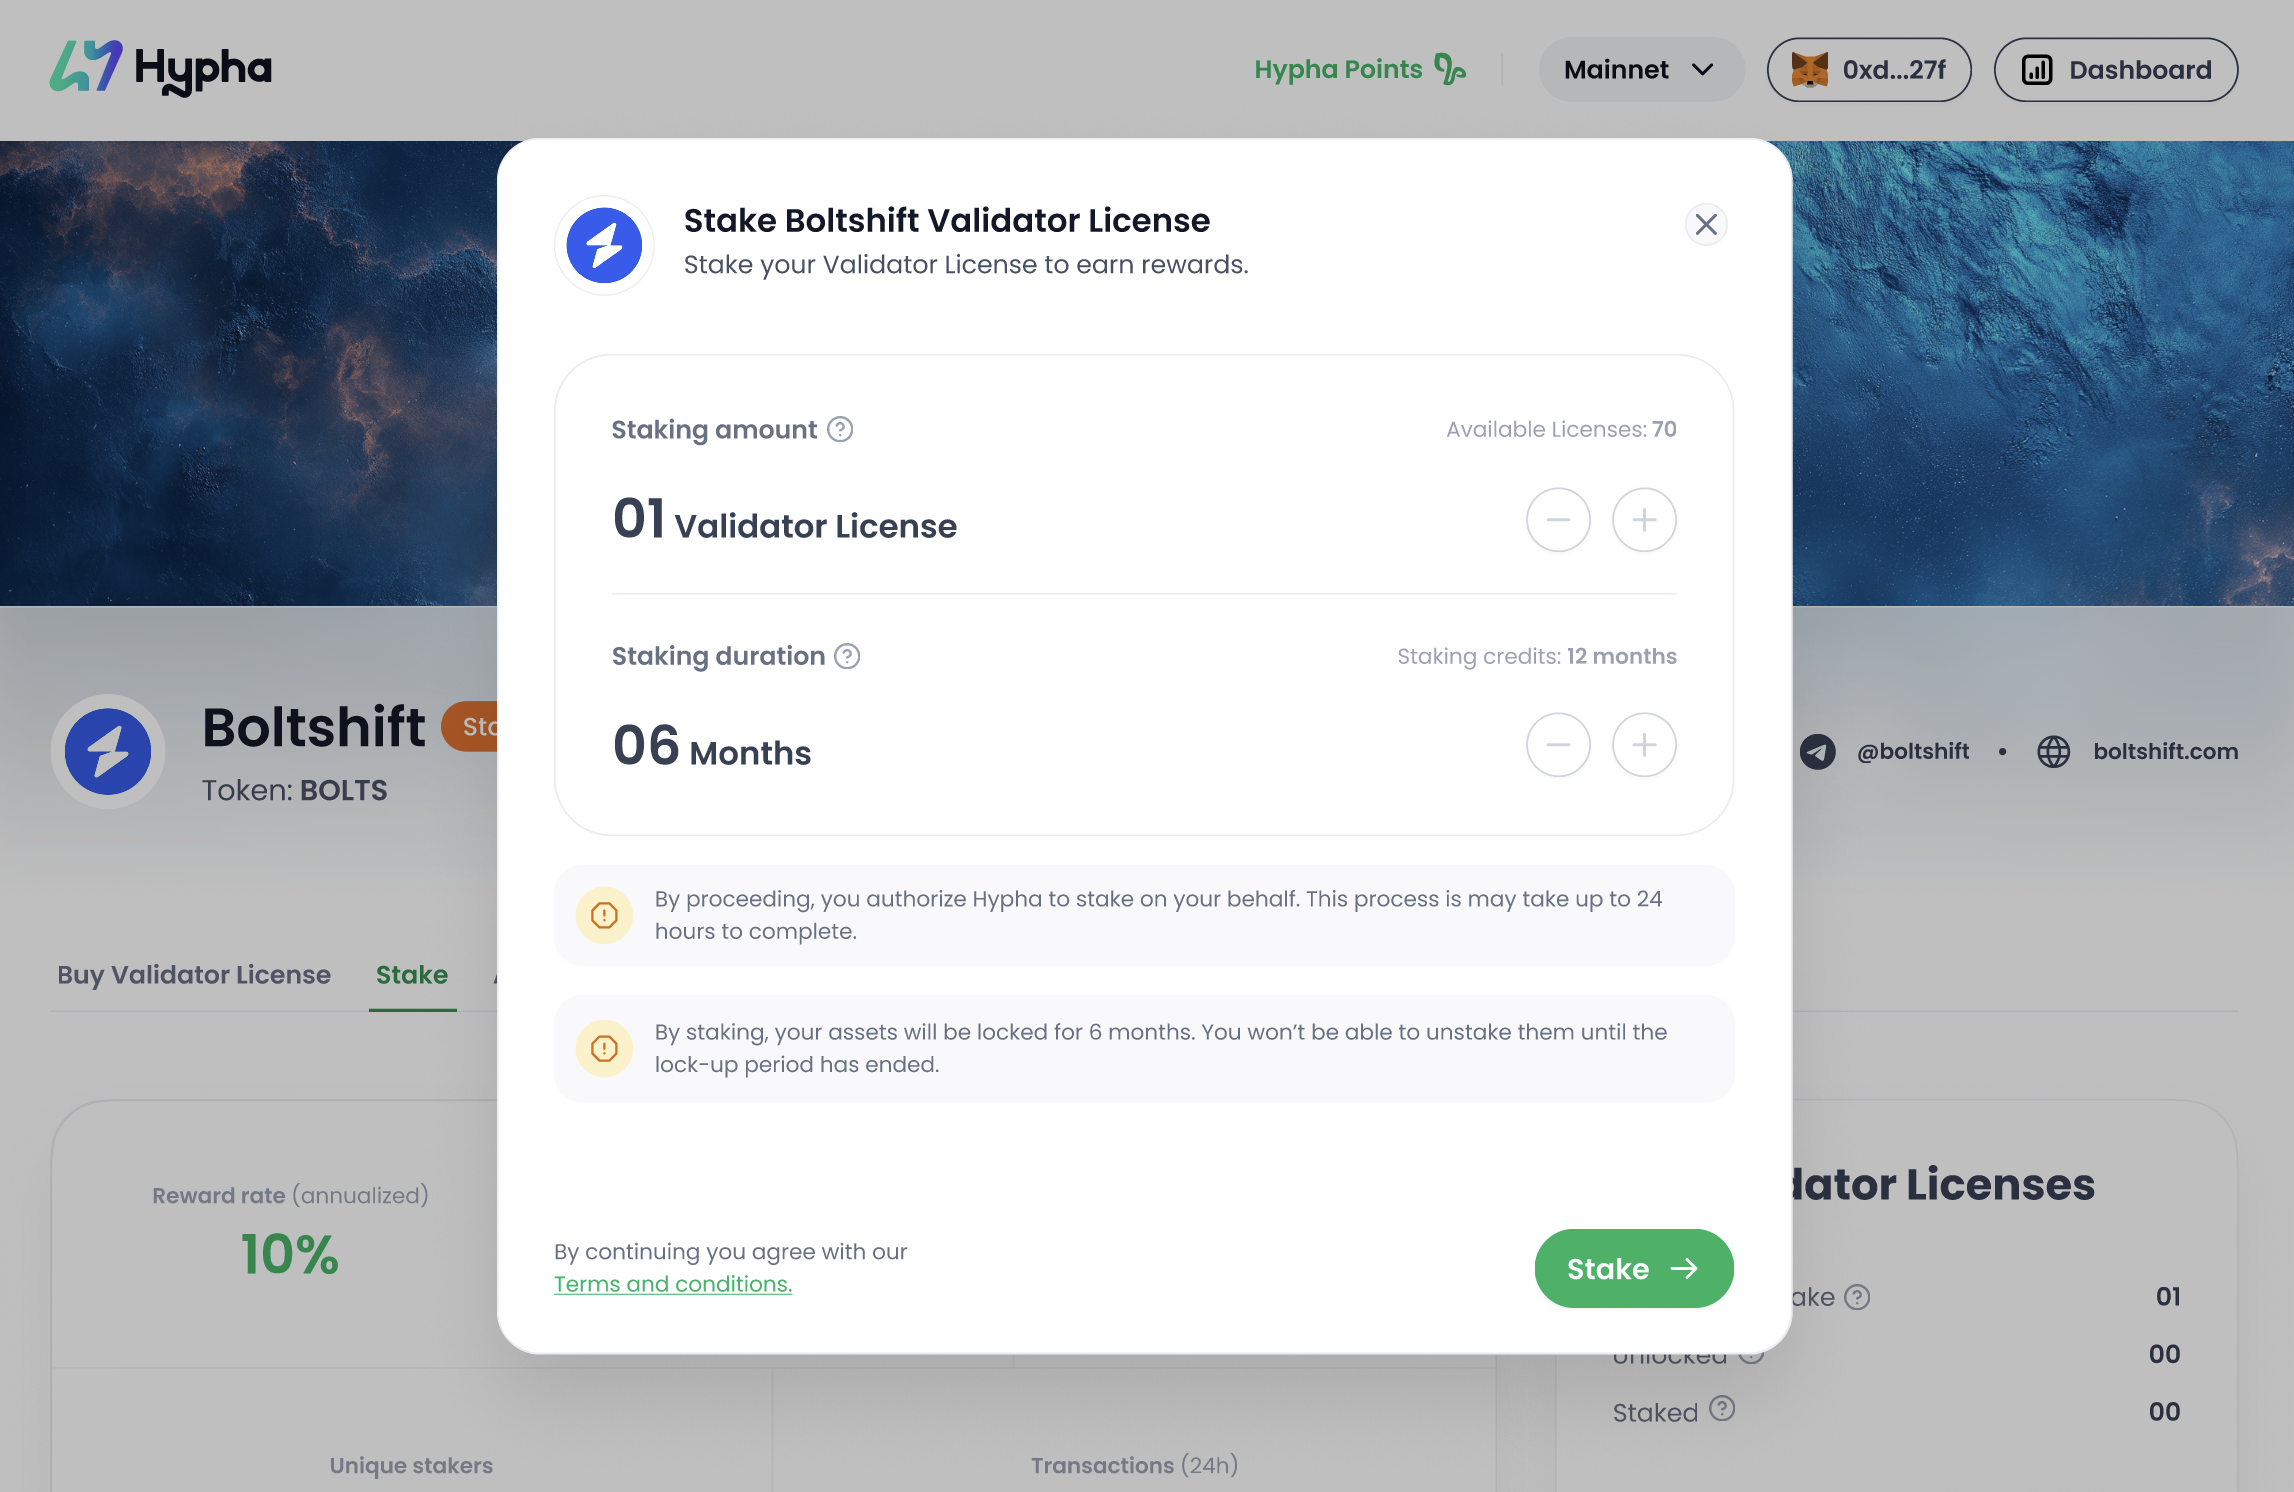 Hypha
Hypha Points
Mainnet
0xd...27f
Dashboard
Stake Boltshift Validator License
Stake your Validator License to earn rewards.
Staking amount
Available Licenses: 70
01 Validator License
Staking duration
Staking credits: 12 months
06 Months
By proceeding, you authorize Hypha to stake on your behalf. This process is may take up to 24
hours to complete.
By staking, your assets will be locked for 6 months. You won’t be able to unstake them until the
lock-up period has ended.
By continuing you agree with our
Terms and conditions.
Stake
Boltshift
Token: BOLTS
@boltshift
•
boltshift.com
Buy Validator License
Stake
Reward rate (annualized)
10%
Licenses
01
Unlocked
00
Staked
00
Unique stakers
Transactions (24h)